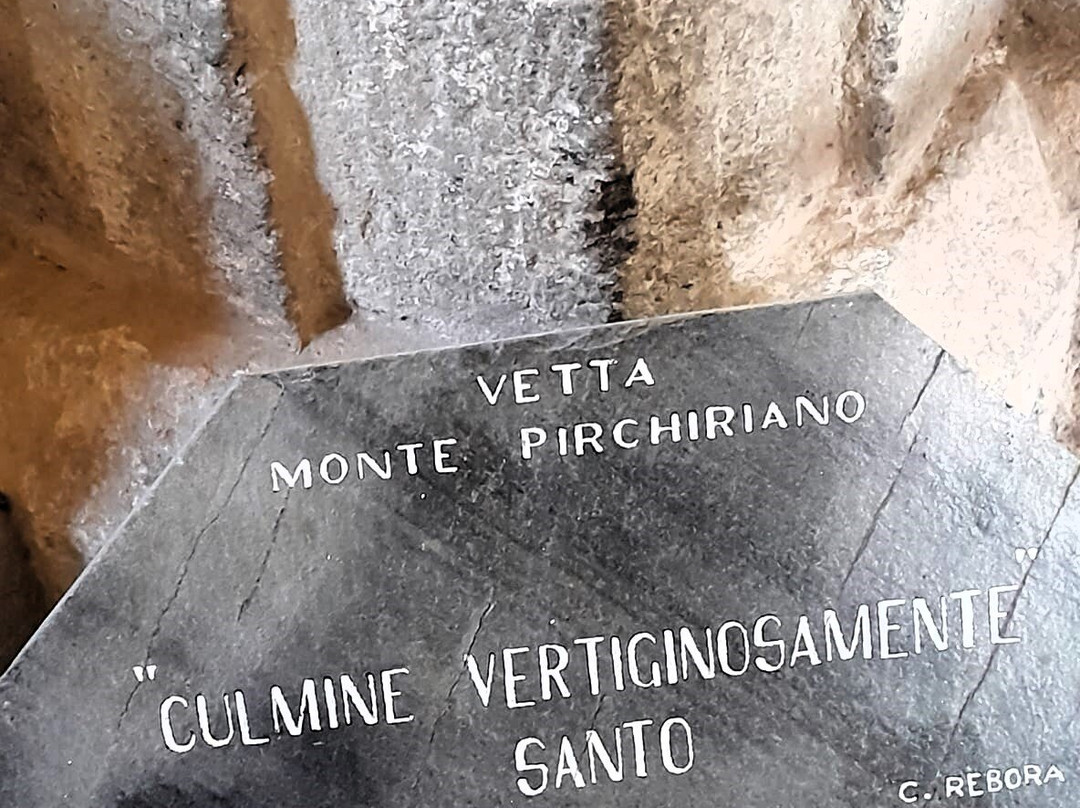 VETTA
MONTE PIRCHIRIANO
"CULMINE VERTIGINOSAMENTE"
SANTO
C. REBORA